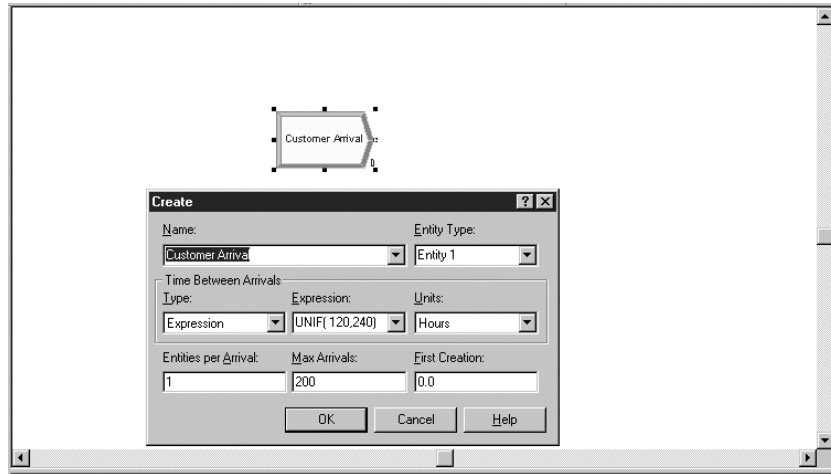 Customer Arrival
0
Create
Name:
Entity Type:
Customer Arrival
Entity 1
Time Between Arrivals
Type:
Expression:
Units:
Expression
UNIF( 120,240)
Hours
Entities per Arrival:
Max Arrivals:
First Creation:
1
200
0.0
OK
Cancel
Help